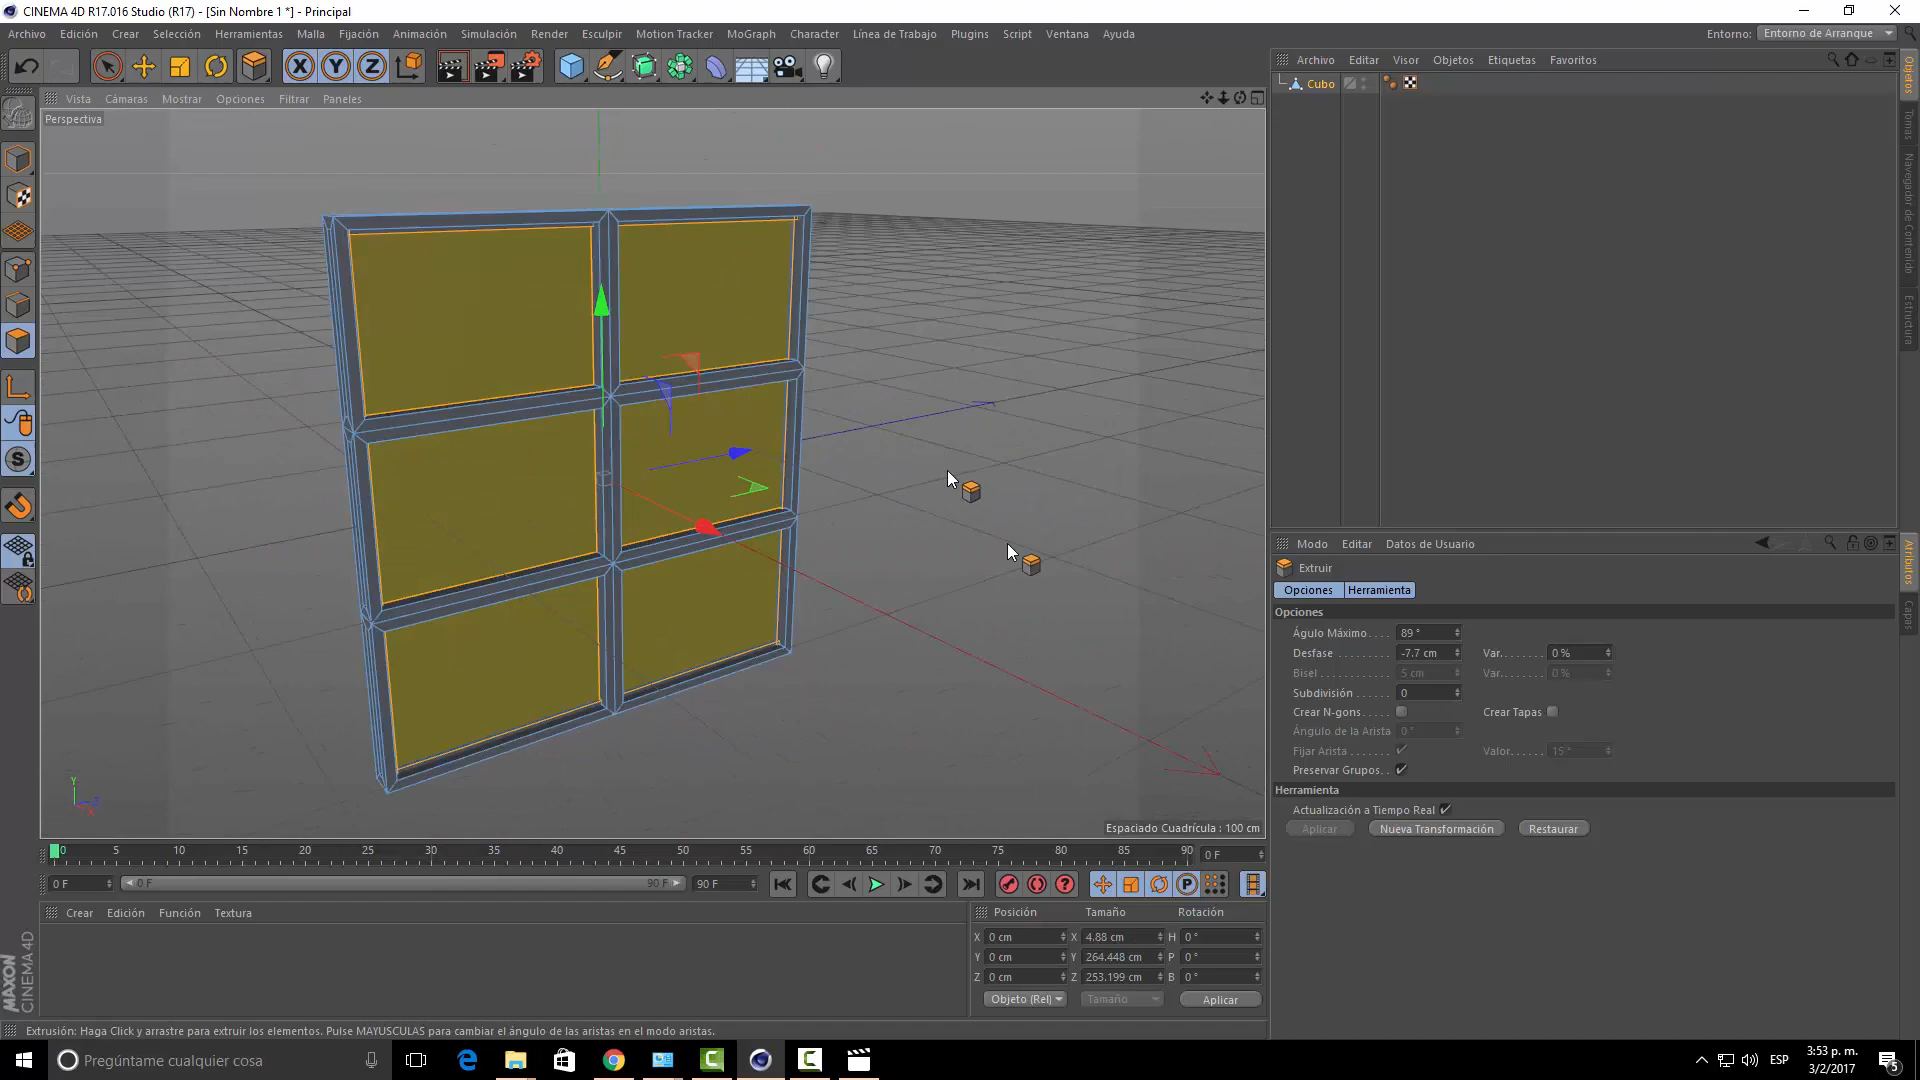 CINEMA 4D R17.016 Studio (R17) - [Sin Nombre 1 *] - Principal
Archivo Edición Crear Selección Herramientas Malla Fijación Animación Simulación Render Esculpir Motion Tracker MoGraph Character Línea de Trabajo Plugins Script Ventana Ayuda Entorno: Entorno de Arranque
Archivo Editar Visor Objetos Etiquetas Favoritos
Objetos
Tomas
Navegador de Contenido
Estructura
Cubo
Vista Cámaras Mostrar Opciones Filtrar Paneles
Perspectiva
Y
X
Espaciado Cuadrícula : 100 cm
Modo Editar Datos de Usuario
Atributos
Capas
Extruir
Opciones Herramienta
Opciones
Águlo Máximo 89 °
Desfase -7.7 cm Var. 0 %
Bisel 5 cm Var. 0 %
Subdivisión 0
Crear N-gons Crear Tapas
Ángulo de la Arista 0 °
Fijar Arista Valor 15 °
Preservar Grupos
Herramienta
Actualización a Tiempo Real
Aplicar Nueva Transformación Restaurar
0 5 10 15 20 25 30 35 40 45 50 55 60 65 70 75 80 85 90 0 F
0 F 0 F 90 F 90 F
Crear Edición Función Textura
Posición Tamaño Rotación
X 0 cm X 4.88 cm H 0 °
Y 0 cm Y 264.448 cm P 0 °
Z 0 cm Z 253.199 cm B 0 °
Objeto (Rel) Tamaño Aplicar
MAXON
CINEMA 4D
Extrusión: Haga Click y arrastre para extruir los elementos. Pulse MAYUSCULAS para cambiar el ángulo de las aristas en el modo aristas.
Pregúntame cualquier cosa
ESP
3:53 p. m.
3/2/2017
5